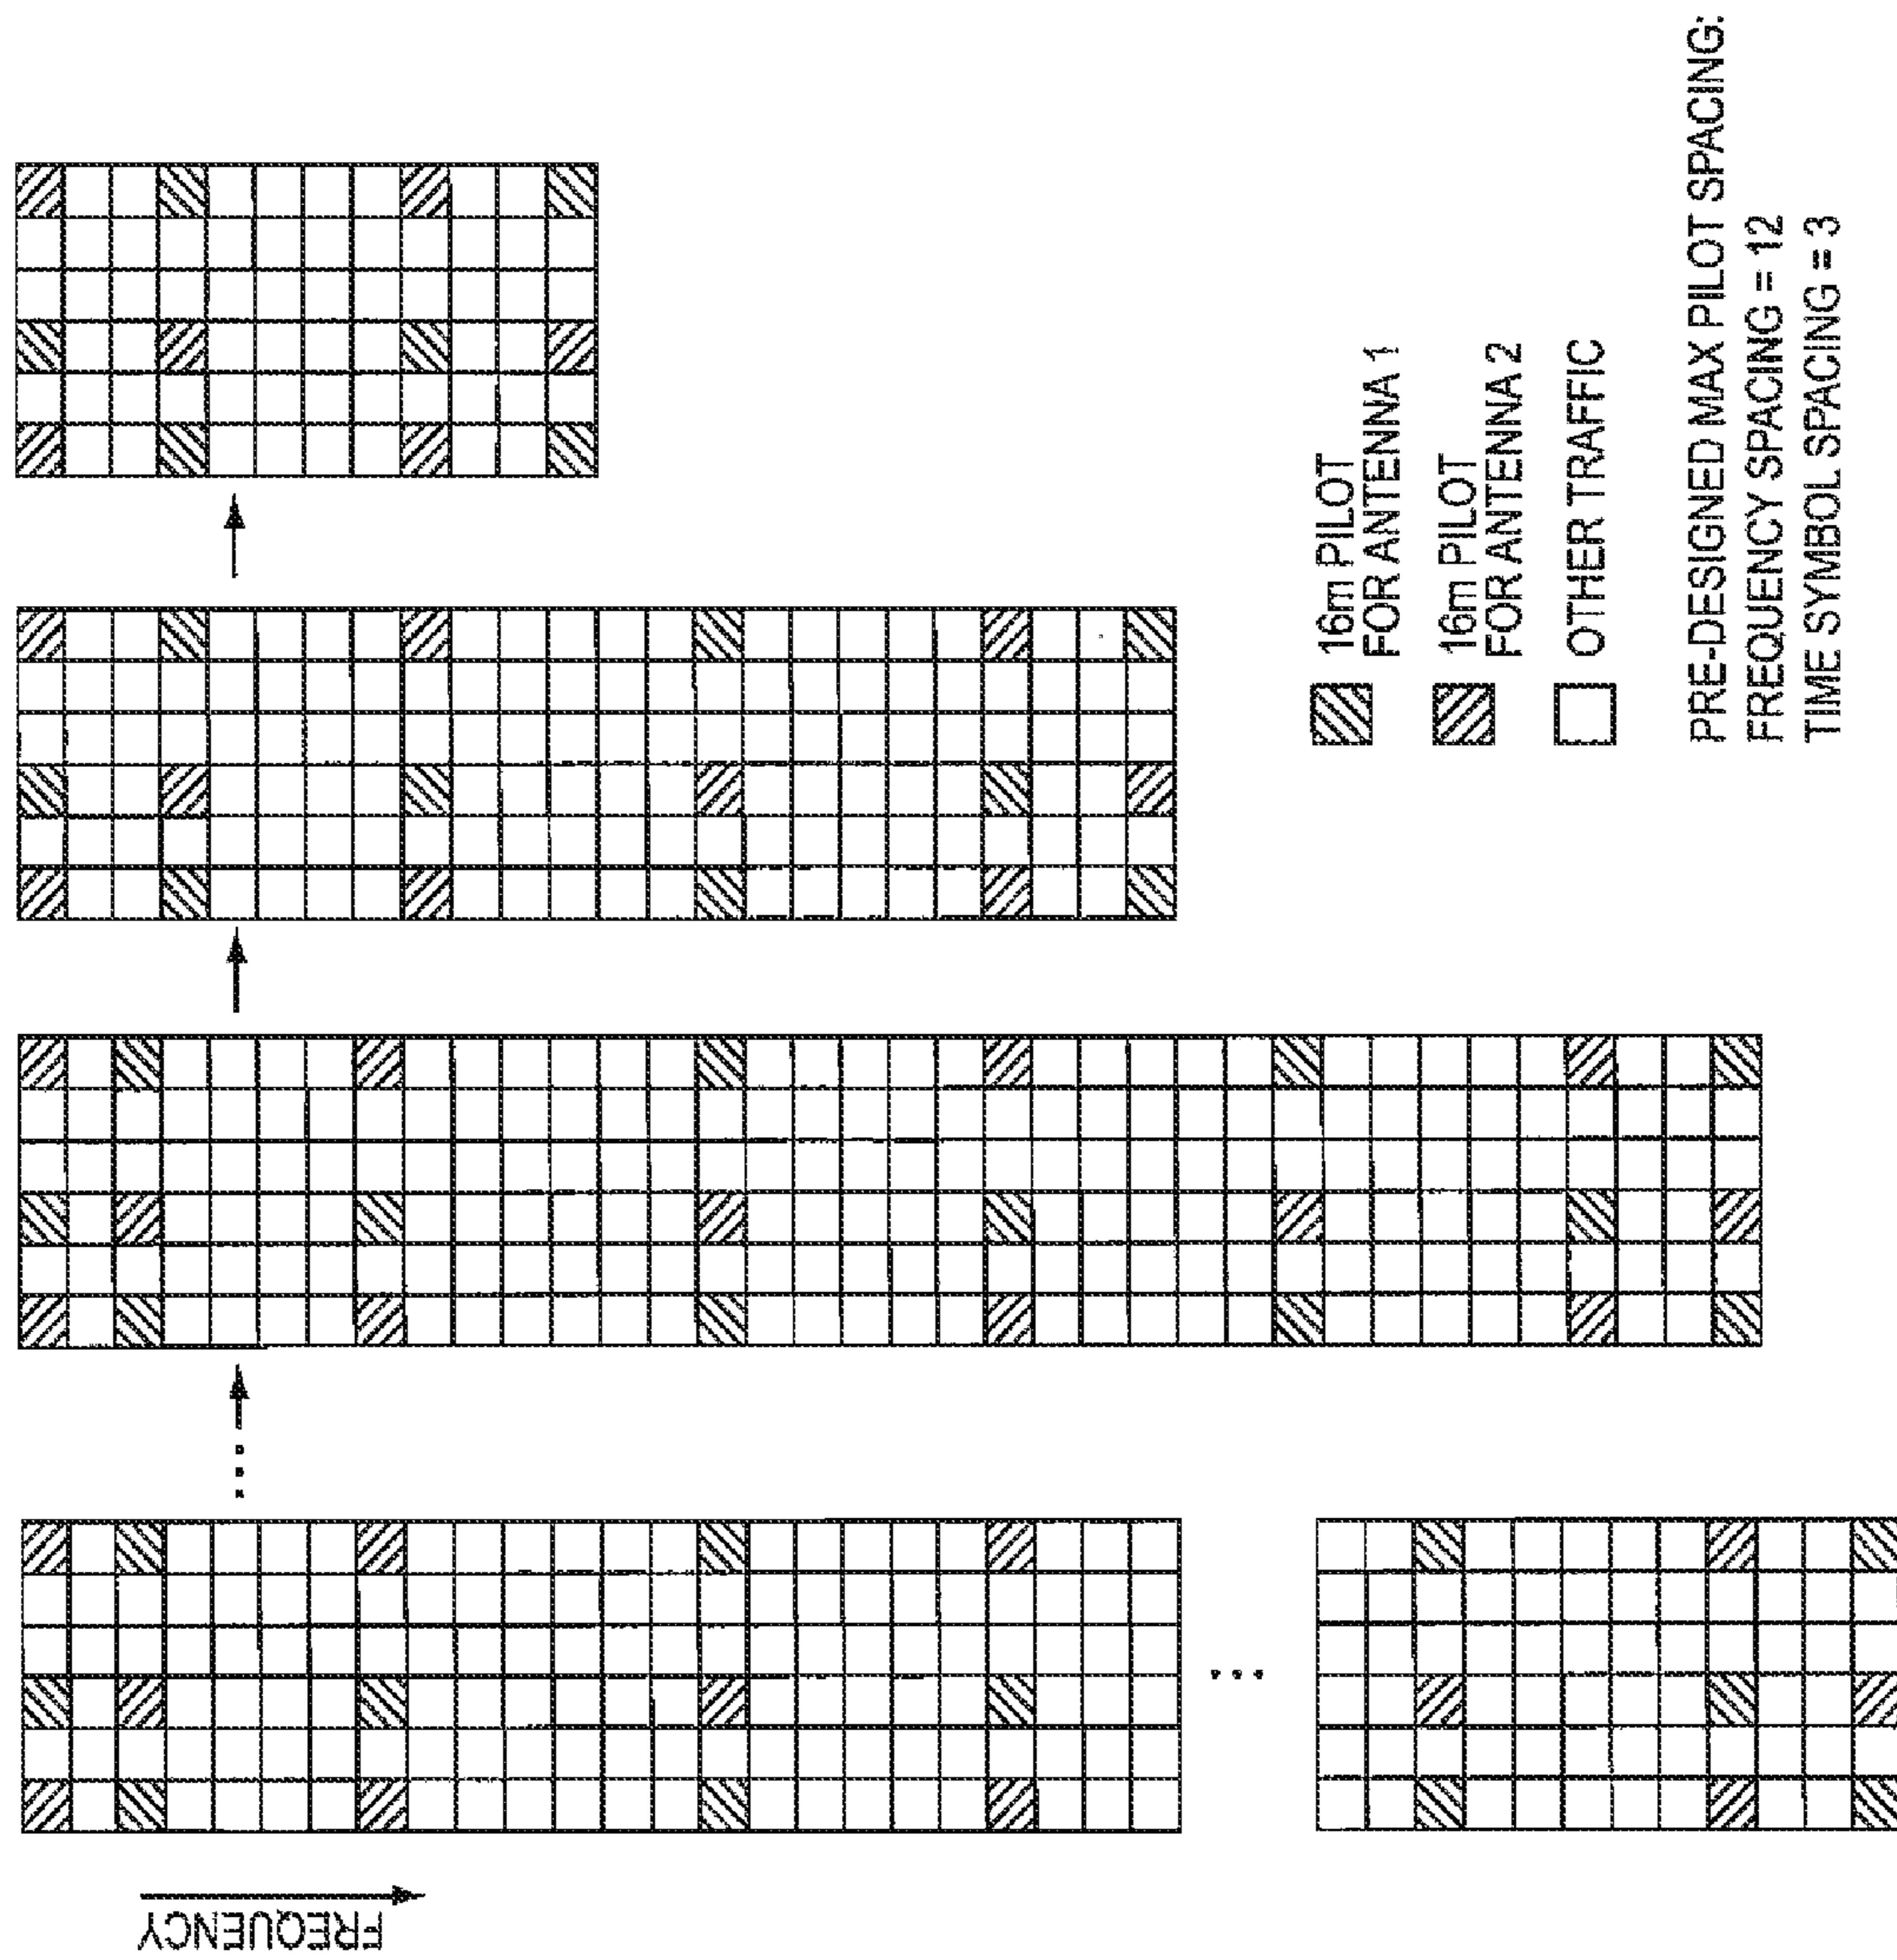 FREQUENCY
16m PILOT
FOR ANTENNA 1
16m PILOT
FOR ANTENNA 2
OTHER TRAFFIC
PRE-DESIGNED MAX PILOT SPACING:
FREQUENCY SPACING = 12
TIME SYMBOL SPACING = 3